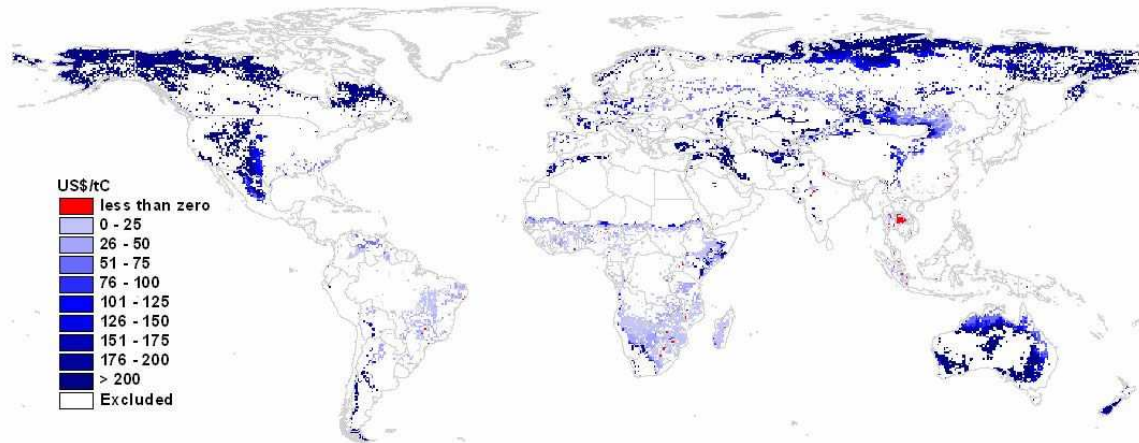 US$/tC
less than zero
0 - 25
26 - 50
51 - 75
76 - 100
101 - 125
126 - 150
151 - 175
176 - 200
> 200
Excluded